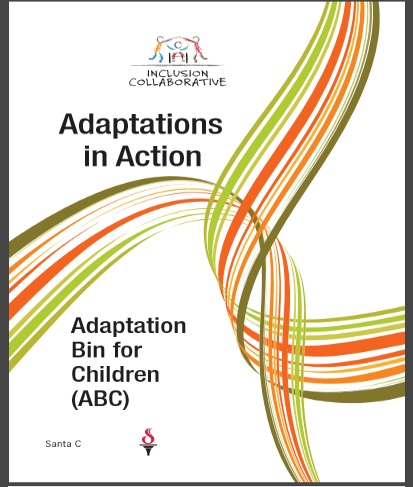 INCLUSION
COLLABORATIVE
Adaptations
in Action
Adaptation
Bin for
Children
(ABC)
Santa C